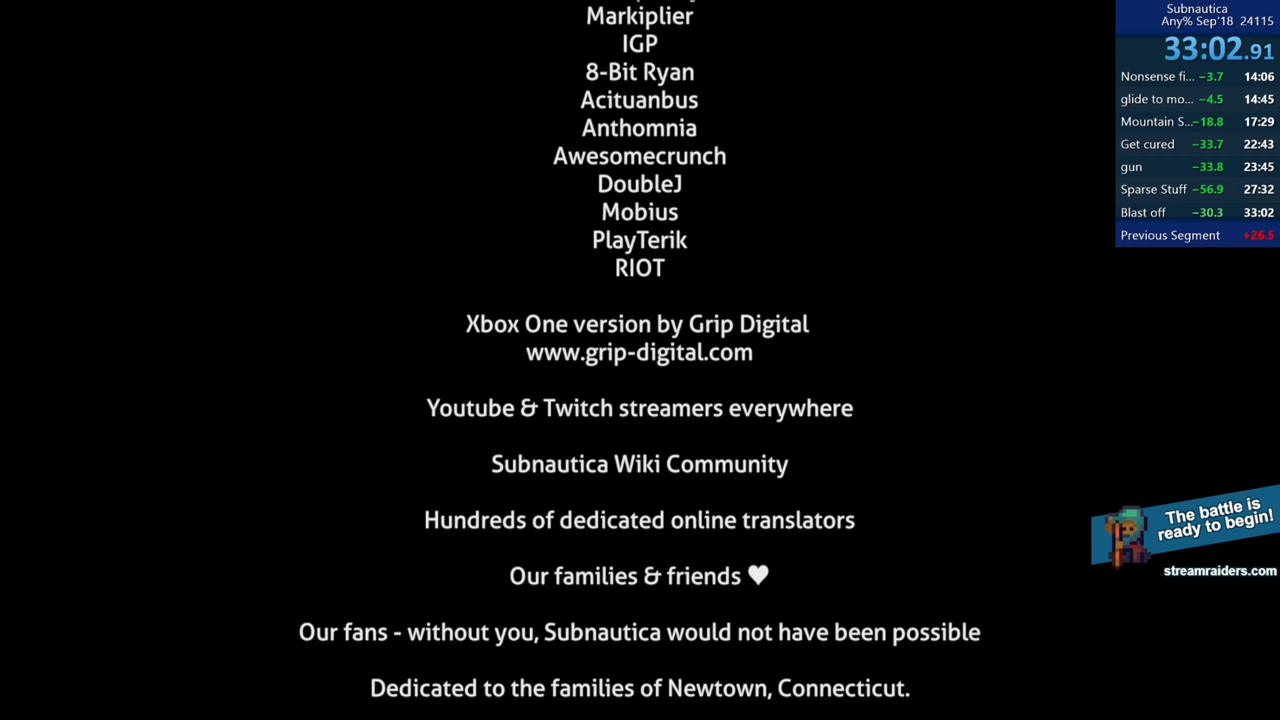 Markiplier
IGP
8-Bit Ryan
Acituanbus
Anthomnia
Awesomecrunch
DoubleJ
Mobius
PlayTerik
RIOT
Xbox One version by Grip Digital
www.grip-digital.com
Youtube & Twitch streamers everywhere
Subnautica Wiki Community
Hundreds of dedicated online translators
Our families & friends ♥
Our fans - without you, Subnautica would not have been possible
Dedicated to the families of Newtown, Connecticut.
Subnautica
Any% Sep'18 24115
33:02.91
Nonsense fi... −3.7 14:06
glide to mo... −4.5 14:45
Mountain S... −18.8 17:29
Get cured −33.7 22:43
gun −33.8 23:45
Sparse Stuff −56.9 27:32
Blast off −30.3 33:02
Previous Segment +26.5
The battle is
ready to begin!
streamraiders.com